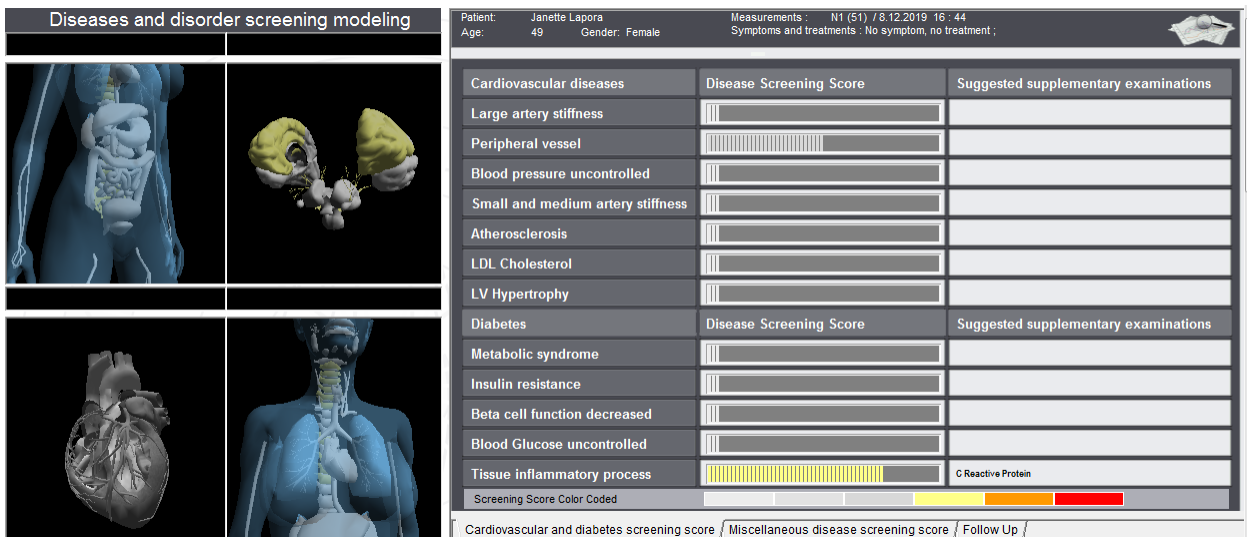 Diseases and disorder screening modeling
Patient: Janette Lapora Measurements : N1 (51) / 8.12.2019 16 : 44
Age: 49 Gender: Female Symptoms and treatments : No symptom, no treatment ;
Cardiovascular diseases Disease Screening Score Suggested supplementary examinations
Large artery stiffness
Peripheral vessel
Blood pressure uncontrolled
Small and medium artery stiffness
Atherosclerosis
LDL Cholesterol
LV Hypertrophy
Diabetes Disease Screening Score Suggested supplementary examinations
Metabolic syndrome
Insulin resistance
Beta cell function decreased
Blood Glucose uncontrolled
Tissue inflammatory process C Reactive Protein
Screening Score Color Coded
Cardiovascular and diabetes screening score Miscellaneous disease screening score Follow Up